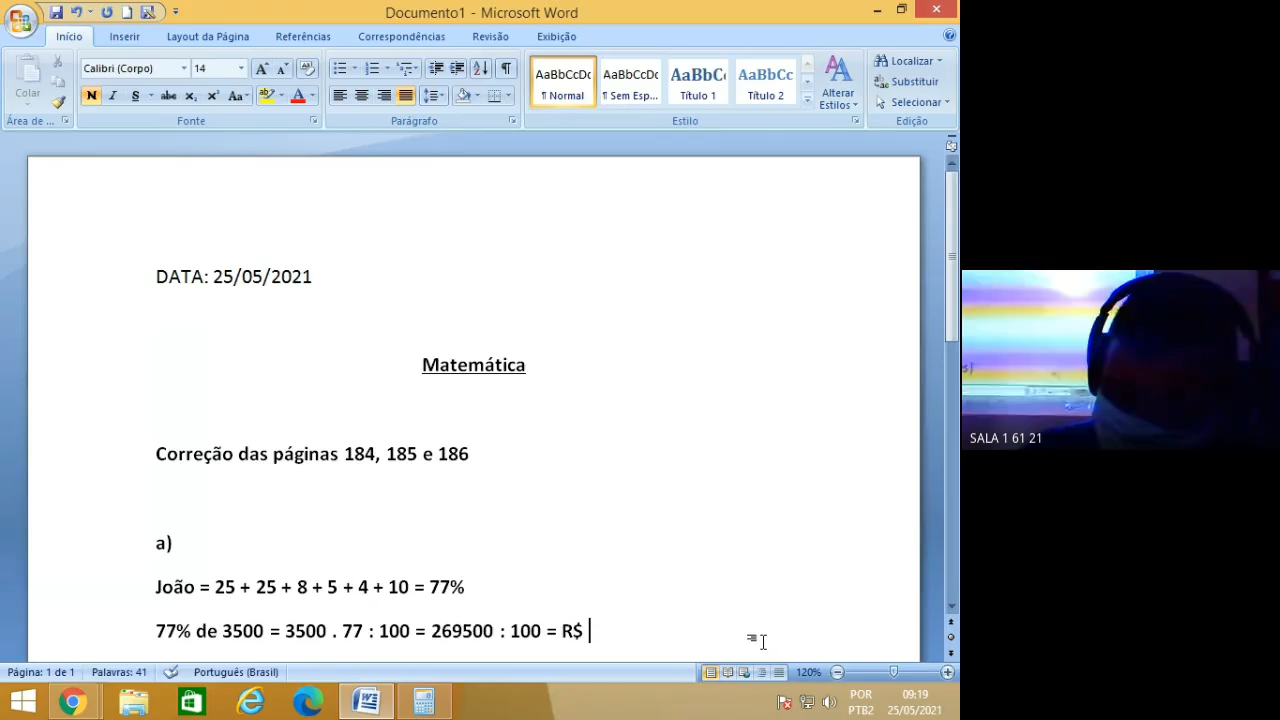 Documento1 - Microsoft Word
Início Inserir Layout da Página Referências Correspondências Revisão Exibição
Colar
Área de ...
Calibri (Corpo) 14
N I S abc x₂ x² Aa
Fonte
Parágrafo
AaBbCcDc AaBbCcDc AaBbC AaBbCc
¶ Normal ¶ Sem Esp... Título 1 Título 2
Alterar
Estilos
Estilo
Localizar
Substituir
Selecionar
Edição
DATA: 25/05/2021
Matemática
Correção das páginas 184, 185 e 186
a)
João = 25 + 25 + 8 + 5 + 4 + 10 = 77%
77% de 3500 = 3500 . 77 : 100 = 269500 : 100 = R$
SALA 1 61 21
Página: 1 de 1 Palavras: 41 Português (Brasil) 120%
POR 09:19
PTB2 25/05/2021